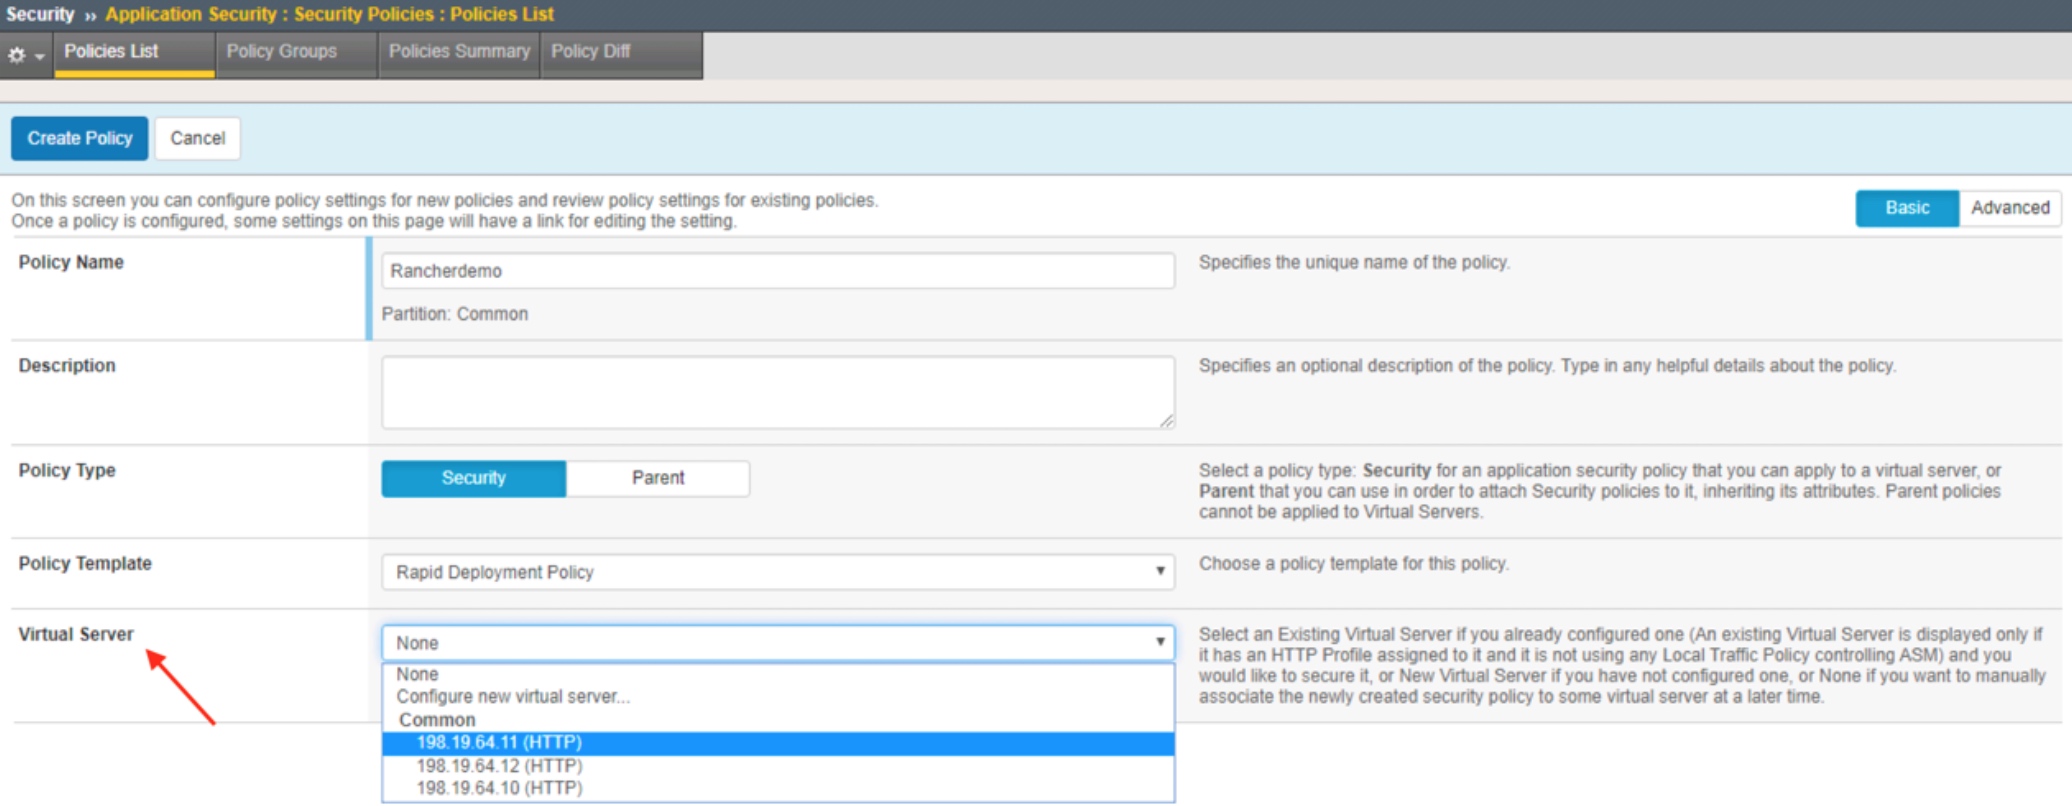 Security ›› Application Security : Security Policies : Policies List
Policies List
Policy Groups
Policies Summary
Policy Diff
Create Policy
Cancel
On this screen you can configure policy settings for new policies and review policy settings for existing policies.
Once a policy is configured, some settings on this page will have a link for editing the setting.
Basic
Advanced
Policy Name
Rancherdemo
Partition: Common
Specifies the unique name of the policy.
Description
Specifies an optional description of the policy. Type in any helpful details about the policy.
Policy Type
Security
Parent
Select a policy type: Security for an application security policy that you can apply to a virtual server, or
Parent that you can use in order to attach Security policies to it, inheriting its attributes. Parent policies
cannot be applied to Virtual Servers.
Policy Template
Rapid Deployment Policy
Choose a policy template for this policy.
Virtual Server
None
None
Configure new virtual server...
Common
198.19.64.11 (HTTP)
198.19.64.12 (HTTP)
198.19.64.10 (HTTP)
Select an Existing Virtual Server if you already configured one (An existing Virtual Server is displayed only if
it has an HTTP Profile assigned to it and it is not using any Local Traffic Policy controlling ASM) and you
would like to secure it, or New Virtual Server if you have not configured one, or None if you want to manually
associate the newly created security policy to some virtual server at a later time.